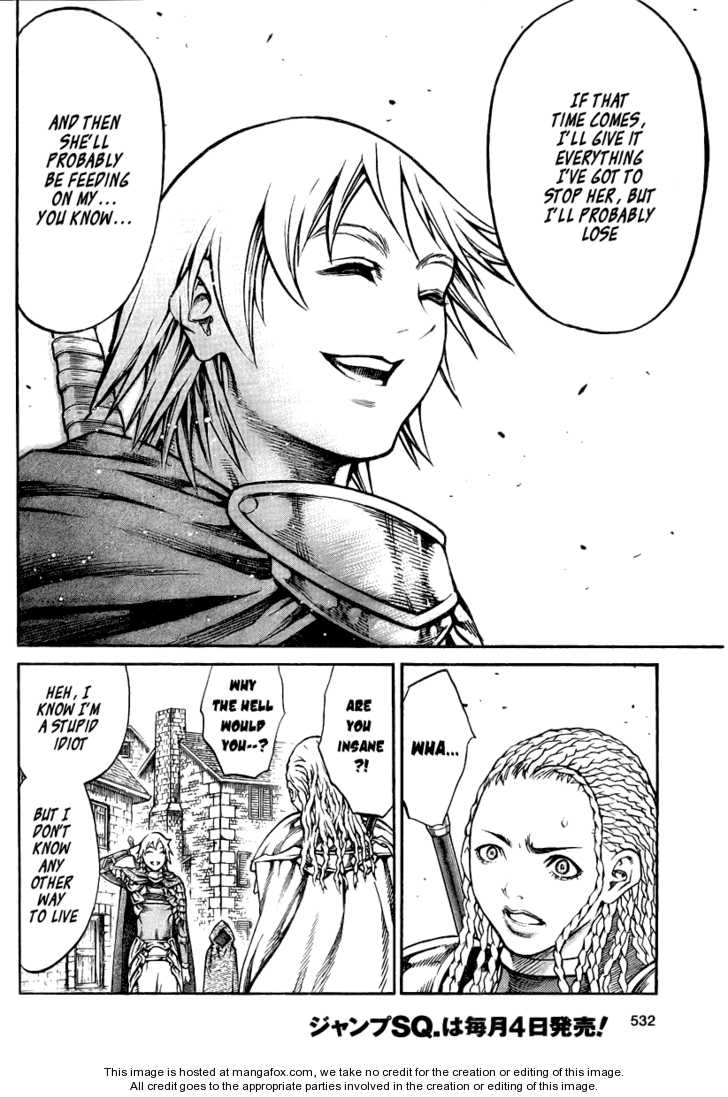 IF THAT
TIME COMES,
I'LL GIVE IT
EVERYTHING
I'VE GOT TO
STOP HER, BUT
I'LL PROBABLY
LOSE
AND THEN
SHE'LL
PROBABLY
BE FEEDING
ON MY...
YOU KNOW...
WHA...
ARE
YOU
INSANE
?!
WHY
THE HELL
WOULD
YOU--?
HEH, I
KNOW I'M
A STUPID
IDIOT
BUT I
DON'T
KNOW
ANY
OTHER
WAY
TO LIVE
ジャンプSQ.は毎月4日発売!
532
This image is hosted at mangafox.com, we take no credit for the creation or editing of this image.
All credit goes to the appropriate parties involved in the creation or editing of this image.